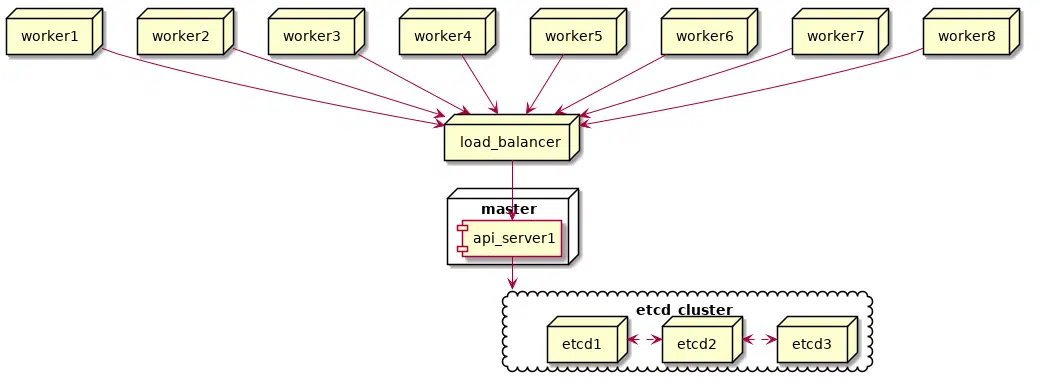 worker1
worker2
worker3
worker4
worker5
worker6
worker7
worker8
load_balancer
master
api_server1
etcd_cluster
etcd1
etcd2
etcd3